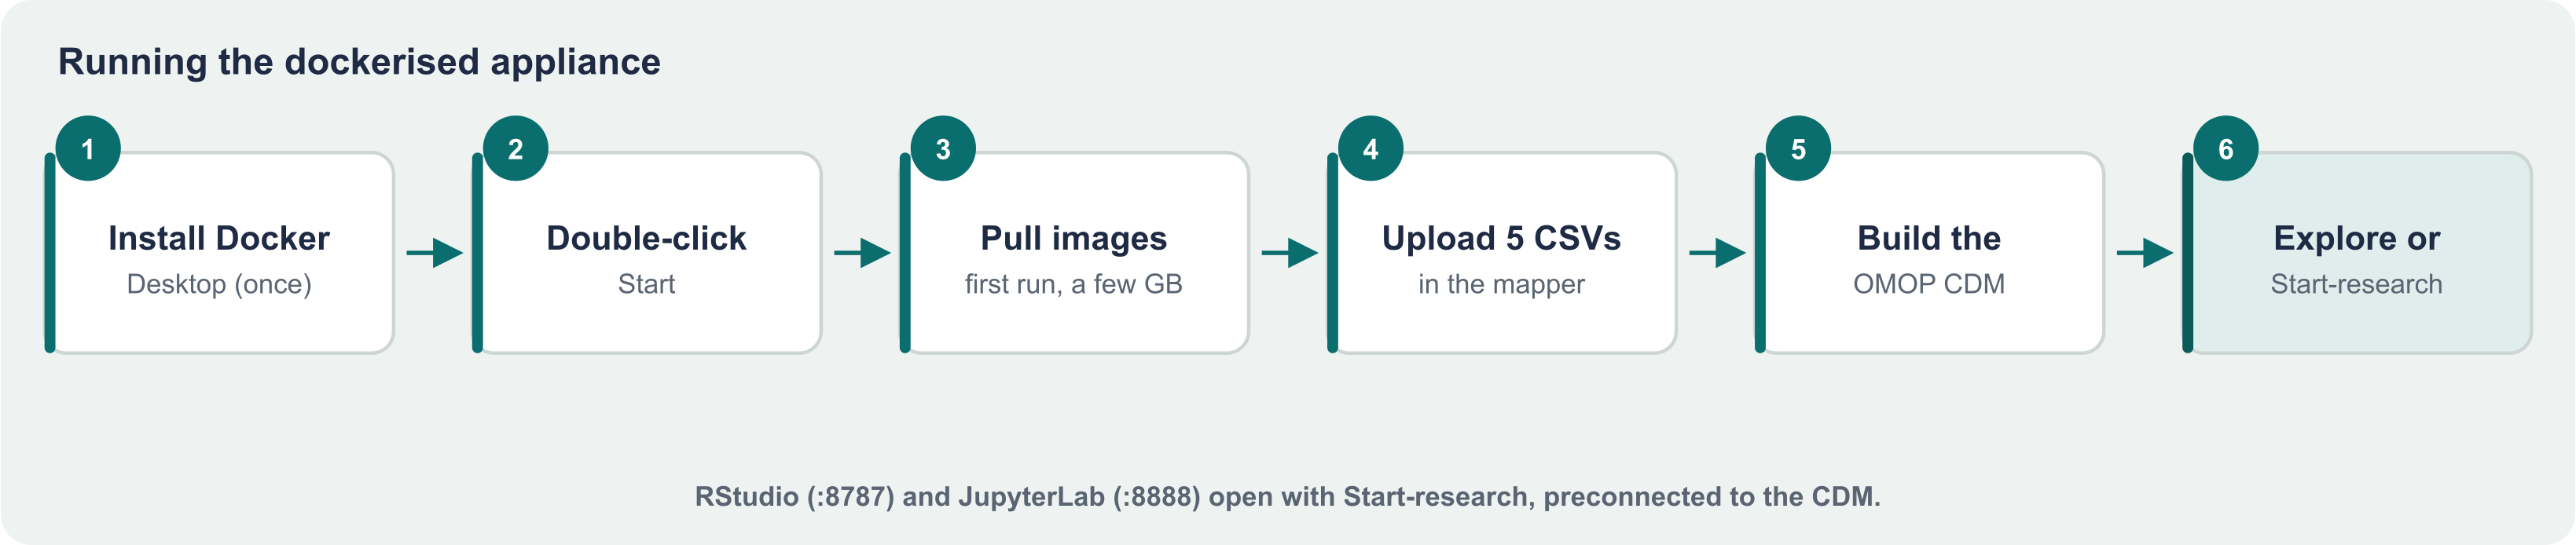 Running the dockerised appliance
1
Install Docker
Desktop (once)
2
Double-click
Start
3
Pull images
first run, a few GB
4
Upload 5 CSVs
in the mapper
5
Build the
OMOP CDM
6
Explore or
Start-research
RStudio (:8787) and JupyterLab (:8888) open with Start-research, preconnected to the CDM.